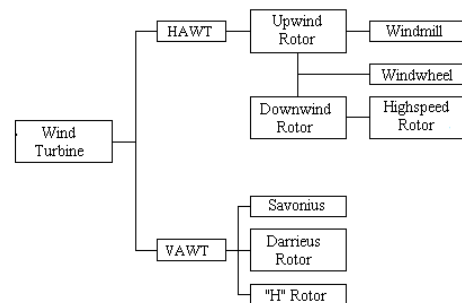 HAWT
Upwind
Rotor
Windmill
Windwheel
Downwind
Rotor
Highspeed
Rotor
Wind
Turbine
Savonius
VAWT
Darrieus
Rotor
"H" Rotor